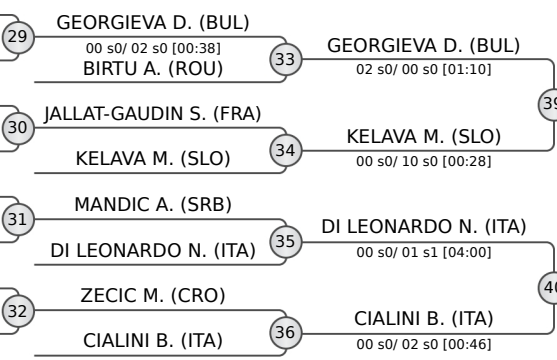 GEORGIEVA D. (BUL)
29
00 s0/ 02 s0 [00:38]
BIRTU A. (ROU)
33
GEORGIEVA D. (BUL)
02 s0/ 00 s0 [01:10]
39
JALLAT-GAUDIN S. (FRA)
30
KELAVA M. (SLO)
34
KELAVA M. (SLO)
00 s0/ 10 s0 [00:28]
MANDIC A. (SRB)
31
DI LEONARDO N. (ITA)
35
DI LEONARDO N. (ITA)
00 s0/ 01 s1 [04:00]
40
ZECIC M. (CRO)
32
CIALINI B. (ITA)
36
CIALINI B. (ITA)
00 s0/ 02 s0 [00:46]